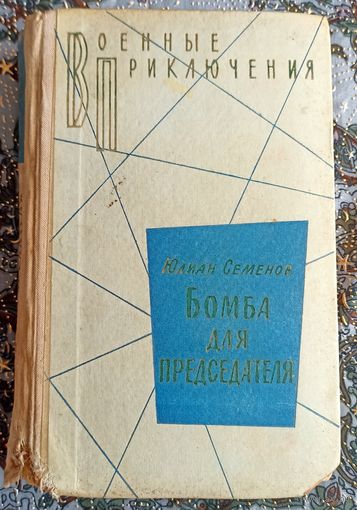 Военные
Приключения
Юлиан Семенов
Бомба
для
председателя